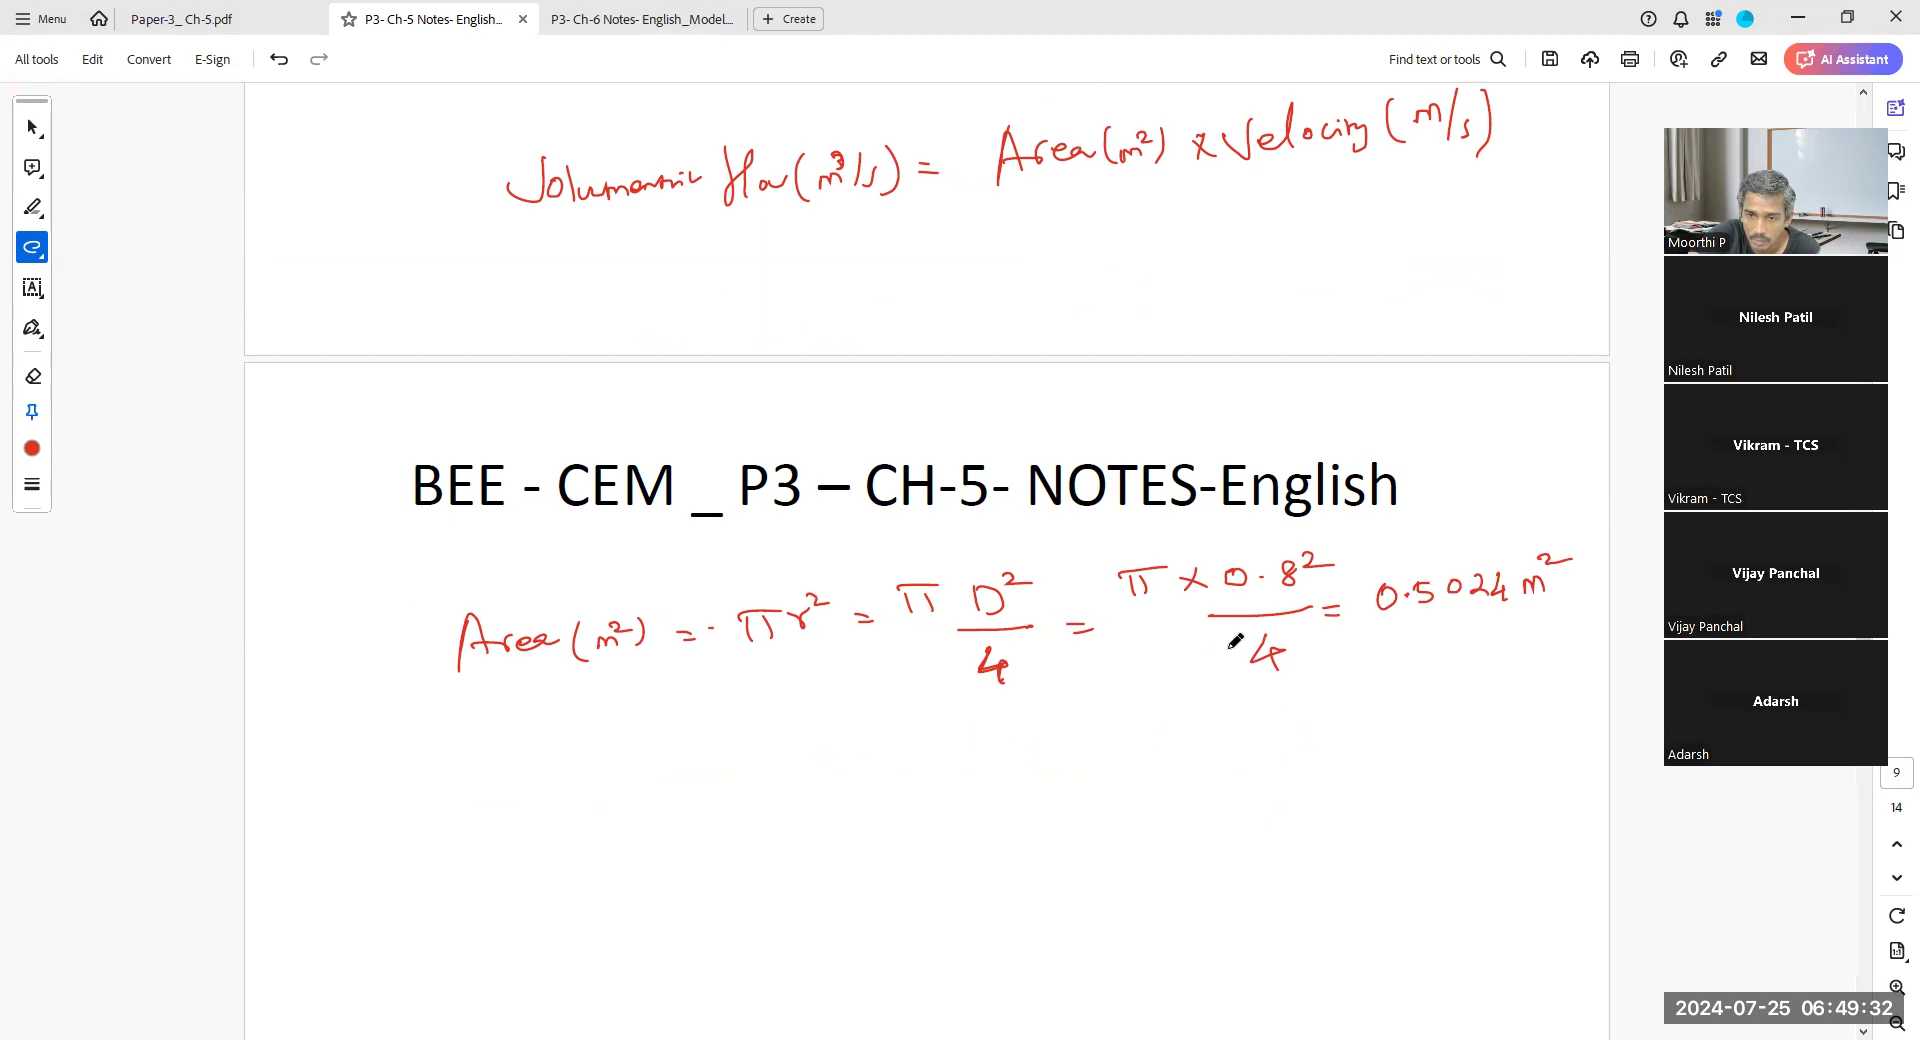 Menu
Paper-3_ Ch-5.pdf
P3- Ch-5 Notes- English...
P3- Ch-6 Notes- English_Model...
+ Create
All tools
Edit
Convert
E-Sign
Find text or tools
AI Assistant
Volumetric flow (m³/s) = Area (m²) x Velocity (m/s)
BEE - CEM _ P3 – CH-5- NOTES-English
Area (m²) = πr² = π D²/4 = π x 0.8²/4 = 0.5024 m²
Moorthi P
Nilesh Patil
Nilesh Patil
Vikram - TCS
Vikram - TCS
Vijay Panchal
Vijay Panchal
Adarsh
Adarsh
9
14
2024-07-25 06:49:32